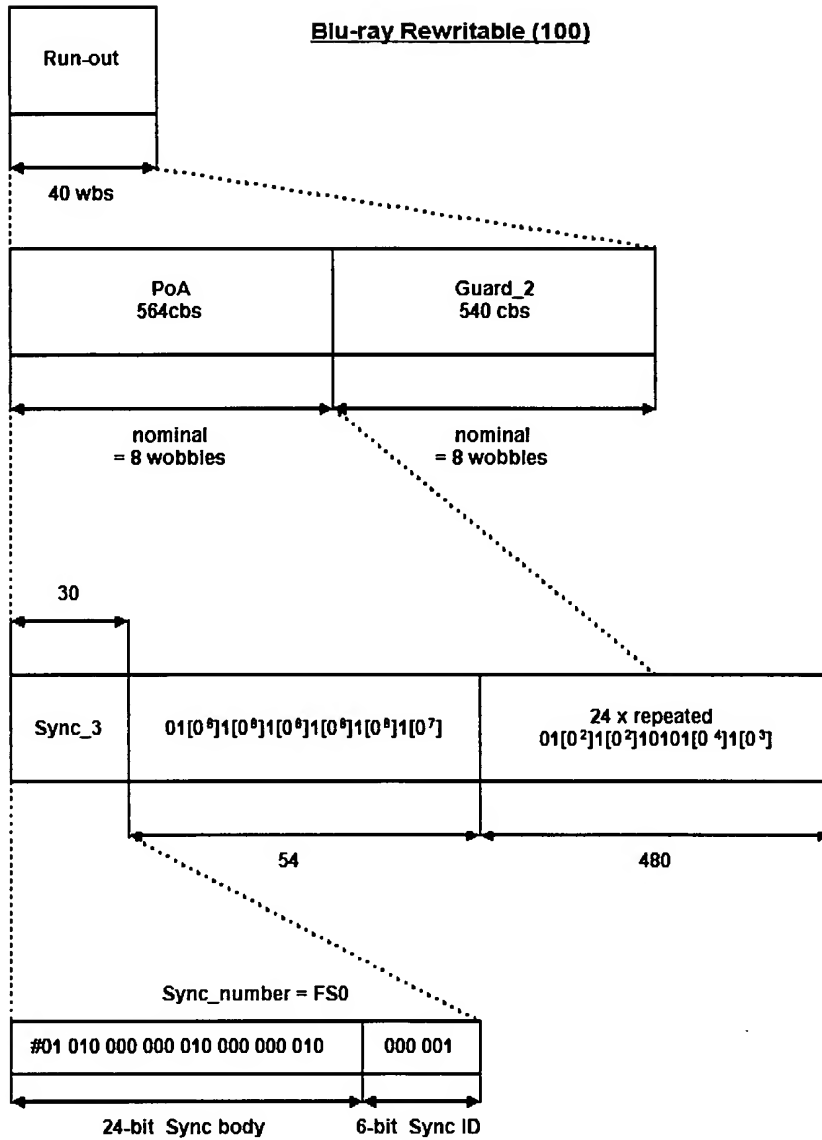 Blu-ray Rewritable (100)
Run-out
40 wbs
PoA
564cbs
Guard_2
540 cbs
nominal
= 8 wobbles
nominal
= 8 wobbles
30
Sync_3
01[0⁸]1[0⁸]1[0⁸]1[0⁸]1[0⁸]1[0⁷]
24 x repeated
01[0²]1[0²]10101[0⁴]1[0³]
54
480
Sync_number = FS0
#01 010 000 000 010 000 000 010
000 001
24-bit Sync body
6-bit Sync ID